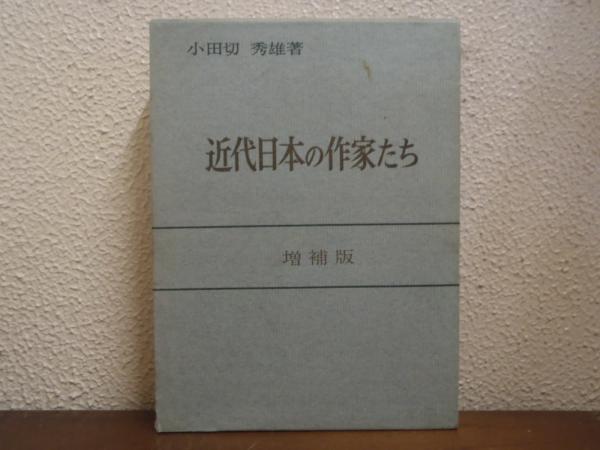 小田切 秀雄著
近代日本の作家たち
増補版